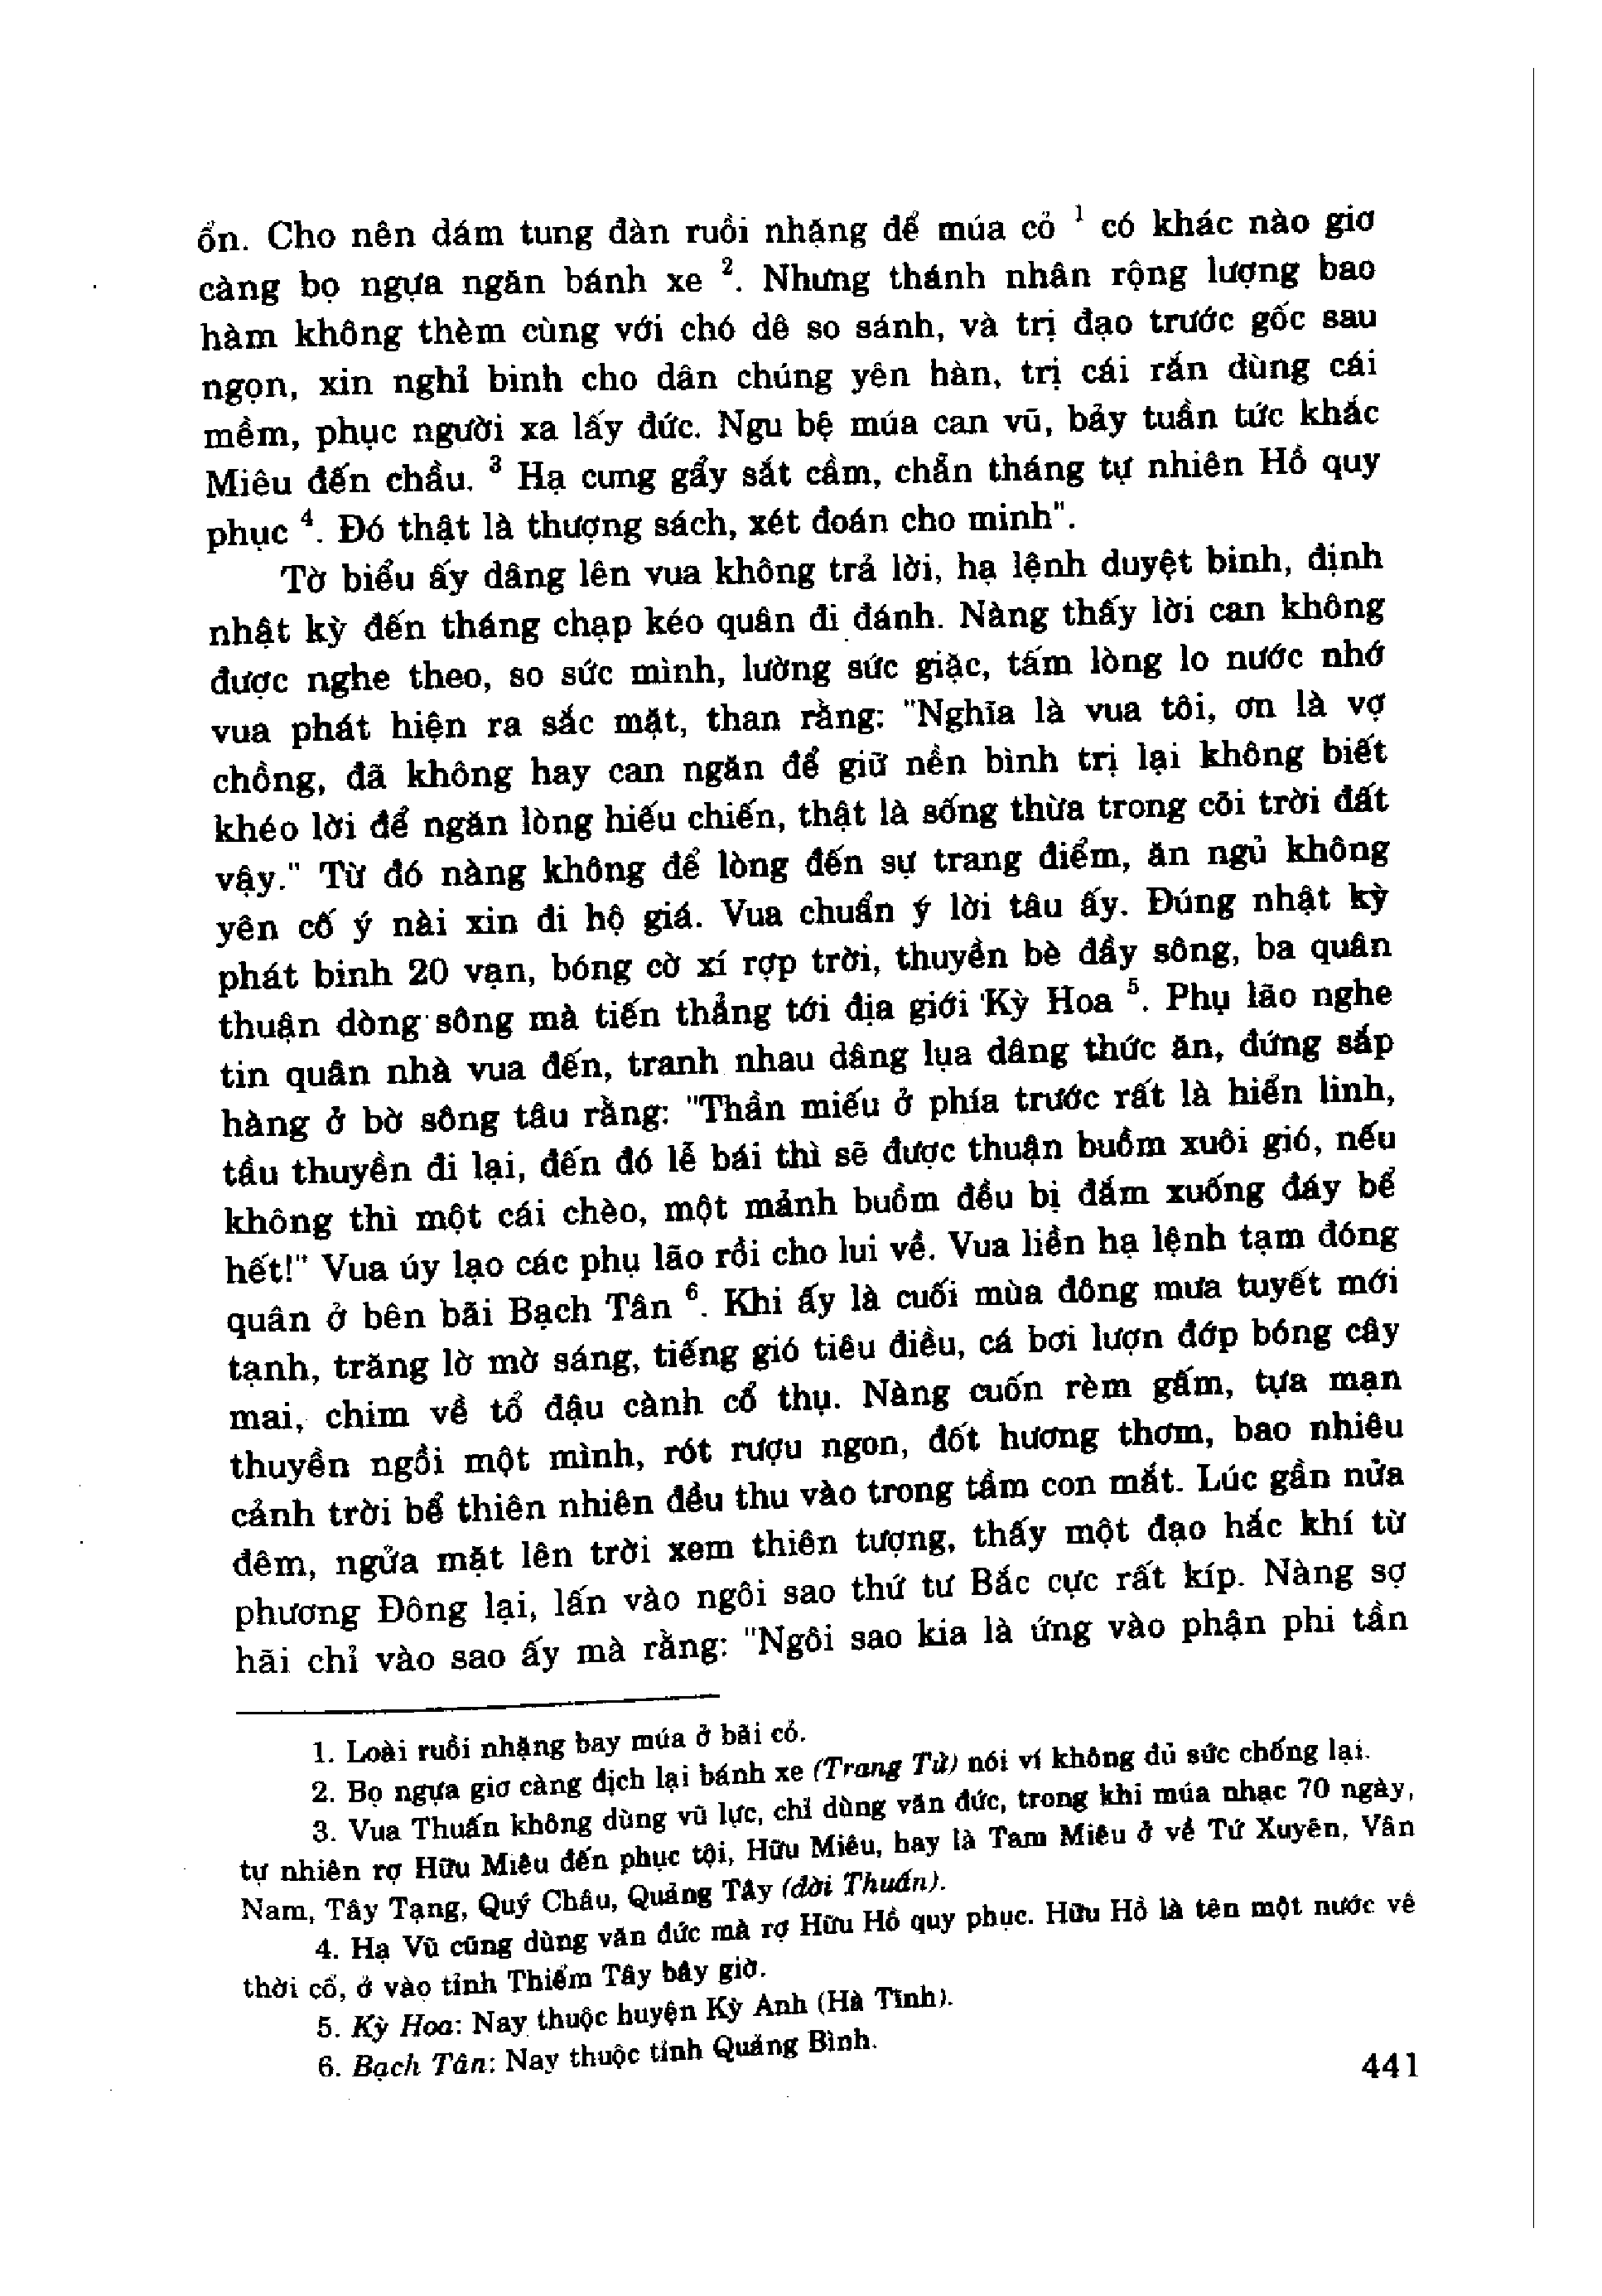 ổn. Cho nên dám tung đàn ruồi nhặng để múa cỏ ¹ có khác nào giơ
càng bọ ngựa ngăn bánh xe ². Nhưng thánh nhân rộng lượng bao
hàm không thèm cùng với chó dê so sánh, và trị đạo trước gốc sau
ngọn, xin nghỉ binh cho dân chúng yên hàn, trị cái rắn dùng cái
mềm, phục người xa lấy đức. Ngu bệ múa can vũ, bảy tuần tức khắc
Miêu đến chầu. ³ Hạ cung gẩy sắt cầm, chẵn tháng tự nhiên Hồ quy
phục ⁴. Đó thật là thượng sách, xét đoán cho minh".
Tờ biểu ấy dâng lên vua không trả lời, hạ lệnh duyệt binh, định
nhật kỳ đến tháng chạp kéo quân đi đánh. Nàng thấy lời can không
được nghe theo, so sức mình, lường sức giặc, tấm lòng lo nước nhớ
vua phát hiện ra sắc mặt, than rằng: "Nghĩa là vua tôi, ơn là vợ
chồng, đã không hay can ngăn để giữ nền bình trị lại không biết
khéo lời để ngăn lòng hiếu chiến, thật là sống thừa trong cõi trời đất
vậy." Từ đó nàng không để lòng đến sự trang điểm, ăn ngủ không
yên cố ý nài xin đi hộ giá. Vua chuẩn ý lời tâu ấy. Đúng nhật kỳ
phát binh 20 vạn, bóng cờ xí rợp trời, thuyền bè đầy sông, ba quân
thuận dòng sông mà tiến thẳng tới địa giới Kỳ Hoa ⁵. Phụ lão nghe
tin quân nhà vua đến, tranh nhau dâng lụa dâng thức ăn, đứng sắp
hàng ở bờ sông tâu rằng: "Thần miếu ở phía trước rất là hiển linh,
tầu thuyền đi lại, đến đó lễ bái thì sẽ được thuận buồm xuôi gió, nếu
không thì một cái chèo, một mảnh buồm đều bị đắm xuống đáy bể
hết!" Vua úy lạo các phụ lão rồi cho lui về. Vua liền hạ lệnh tạm đóng
quân ở bên bãi Bạch Tân ⁶. Khi ấy là cuối mùa đông mưa tuyết mới
tạnh, trăng lờ mờ sáng, tiếng gió tiêu điều, cá bơi lượn đớp bóng cây
mai, chim về tổ đậu cành cổ thụ. Nàng cuốn rèm gấm, tựa mạn
thuyền ngồi một mình, rót rượu ngon, đốt hương thơm, bao nhiêu
cảnh trời bể thiên nhiên đều thu vào trong tầm con mắt. Lúc gần nửa
đêm, ngửa mặt lên trời xem thiên tượng, thấy một đạo hắc khí từ
phương Đông lại, lấn vào ngôi sao thứ tư Bắc cực rất kíp. Nàng sợ
hãi chỉ vào sao ấy mà rằng: "Ngôi sao kia là ứng vào phận phi tần
1. Loài ruồi nhặng bay múa ở bãi cỏ.
2. Bọ ngựa giơ càng địch lại bánh xe (Trang Tử) nói ví không đủ sức chống lại.
3. Vua Thuấn không dùng vũ lực, chỉ dùng văn đức, trong khi múa nhạc 70 ngày,
tự nhiên rợ Hữu Miêu đến phục tội, Hữu Miêu, hay là Tam Miêu ở về Tứ Xuyên, Vân
Nam, Tây Tạng, Quý Châu, Quảng Tây (đời Thuấn).
4. Hạ Vũ cũng dùng văn đức mà rợ Hữu Hồ quy phục. Hữu Hồ là tên một nước về
thời cổ, ở vào tỉnh Thiểm Tây bây giờ.
5. Kỳ Hoa: Nay thuộc huyện Kỳ Anh (Hà Tĩnh).
6. Bạch Tân: Nay thuộc tỉnh Quảng Bình.
441